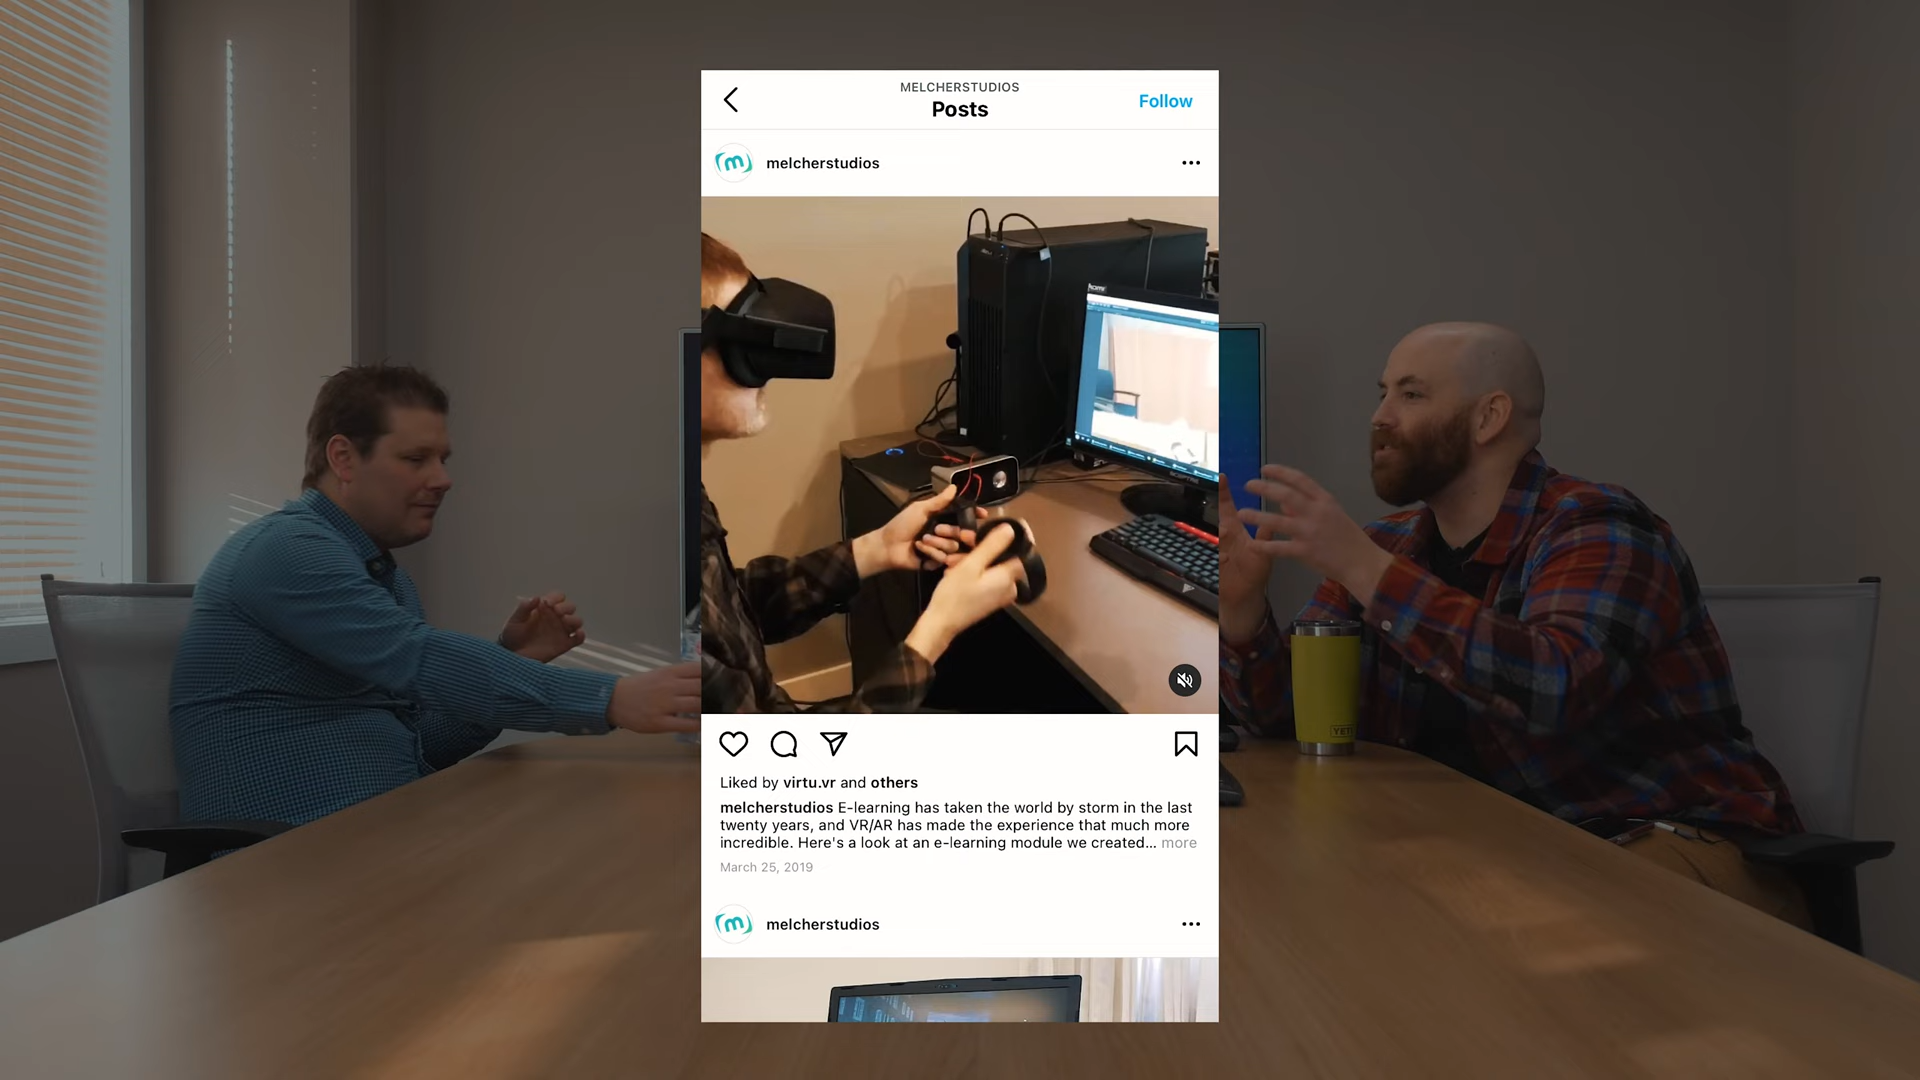 MELCHERSTUDIOS
Posts
Follow
melcherstudios
Liked by virtu.vr and others
melcherstudios E-learning has taken the world by storm in the last
twenty years, and VR/AR has made the experience that much more
incredible. Here's a look at an e-learning module we created... more
March 25, 2019
melcherstudios
YETI